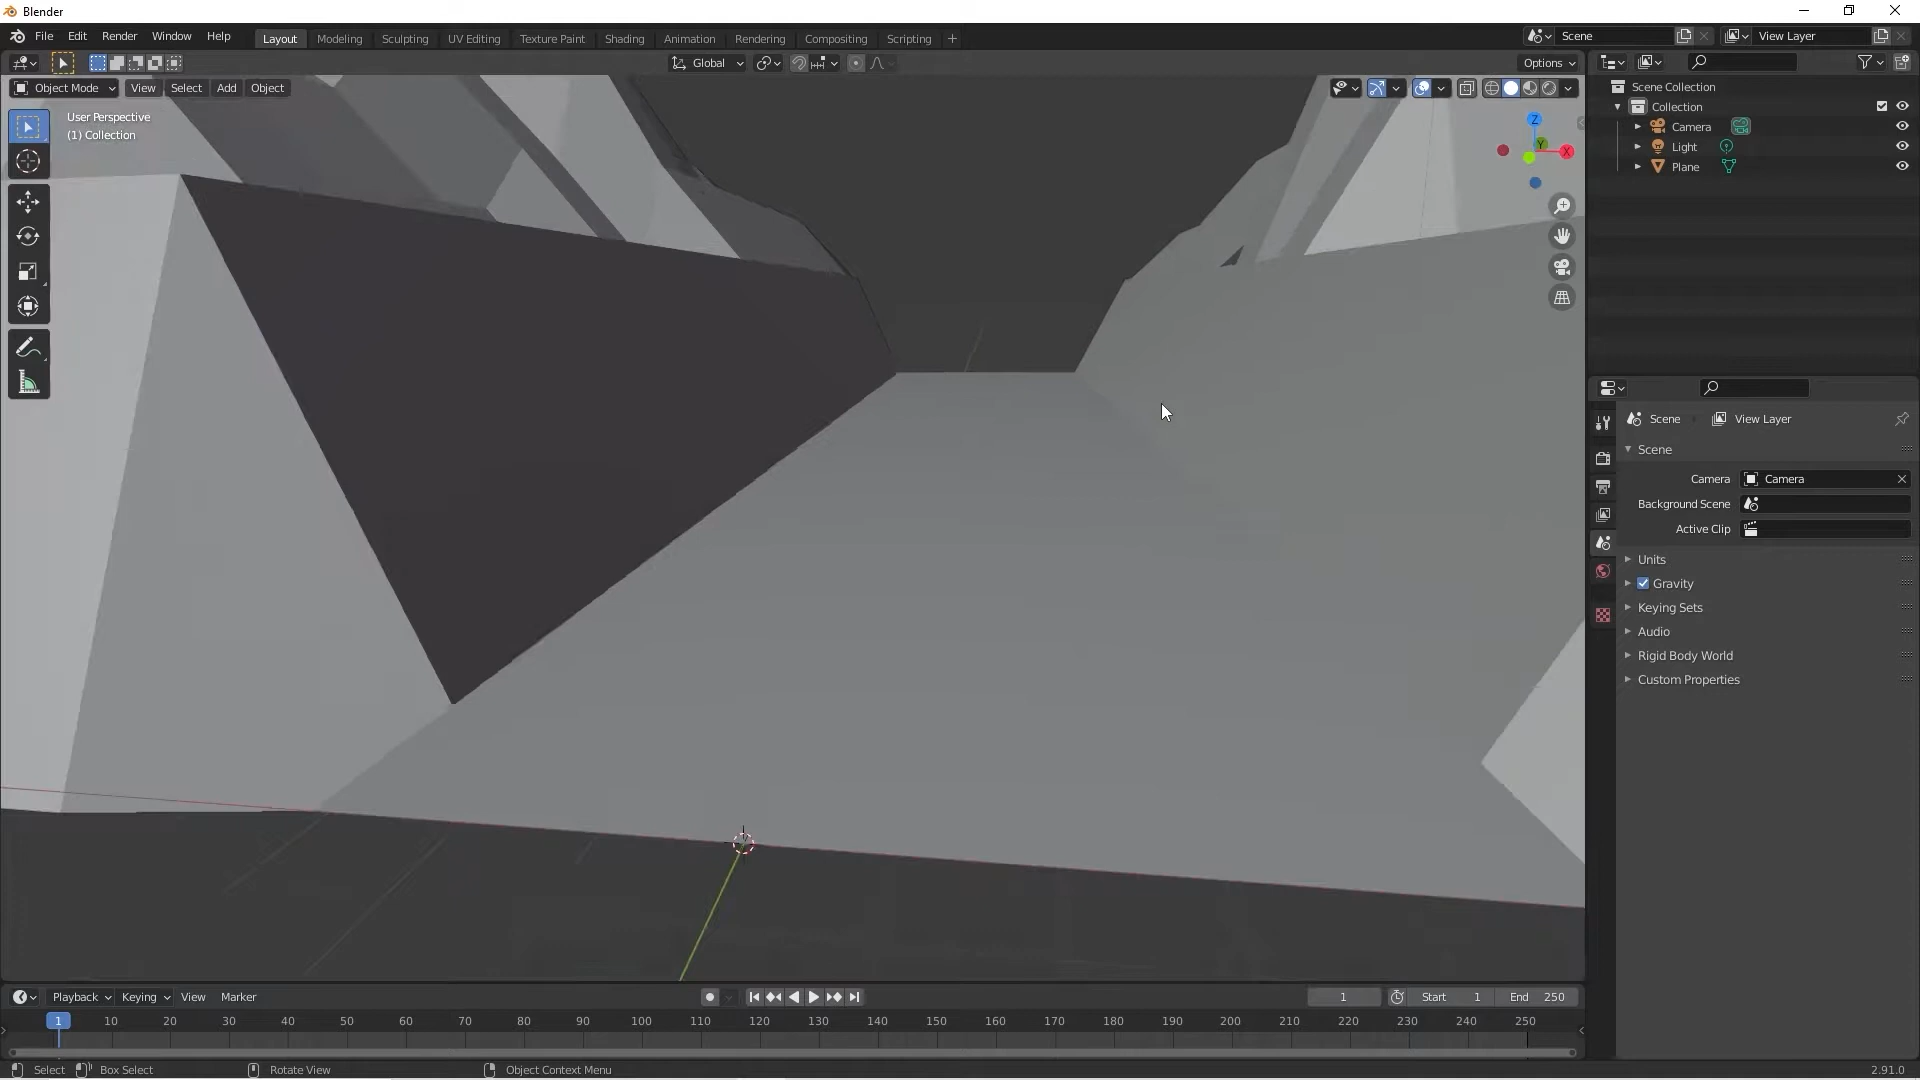 Blender
File Edit Render Window Help Layout Modeling Sculpting UV Editing Texture Paint Shading Animation Rendering Compositing Scripting + Scene View Layer
Global Options
Object Mode View Select Add Object
User Perspective
(1) Collection
Z
Y
X
Scene Collection
Collection
Camera
Light
Plane
Scene View Layer
Scene
Camera Camera
Background Scene
Active Clip
Units
Gravity
Keying Sets
Audio
Rigid Body World
Custom Properties
Playback Keying View Marker 1 Start 1 End 250
1 10 20 30 40 50 60 70 80 90 100 110 120 130 140 150 160 170 180 190 200 210 220 230 240 250
Select Box Select Rotate View Object Context Menu 2.91.0